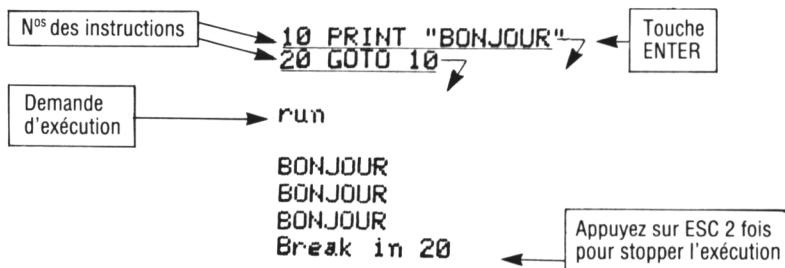 Nos des instructions
10 PRINT "BONJOUR"
Touche
ENTER
20 GOTO 10
Demande
d'exécution
run
BONJOUR
BONJOUR
BONJOUR
Break in 20
Appuyez sur ESC 2 fois
pour stopper l'exécution